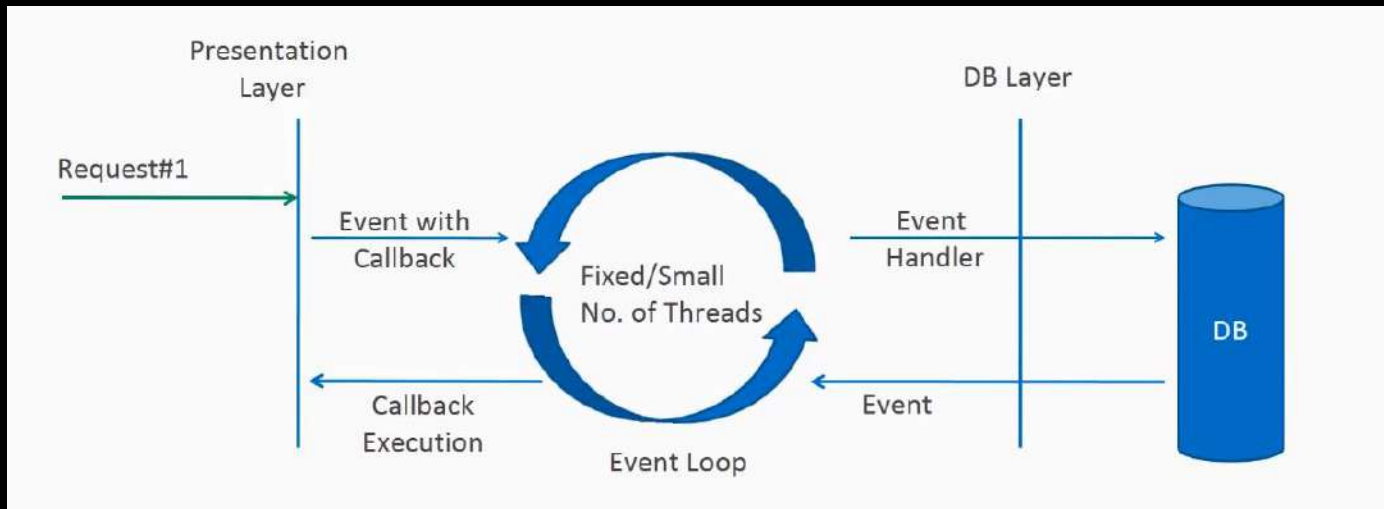 Presentation
Layer
DB Layer
Request#1
Event with
Callback
Event
Handler
Fixed/Small
No. of Threads
DB
Callback
Execution
Event
Event Loop